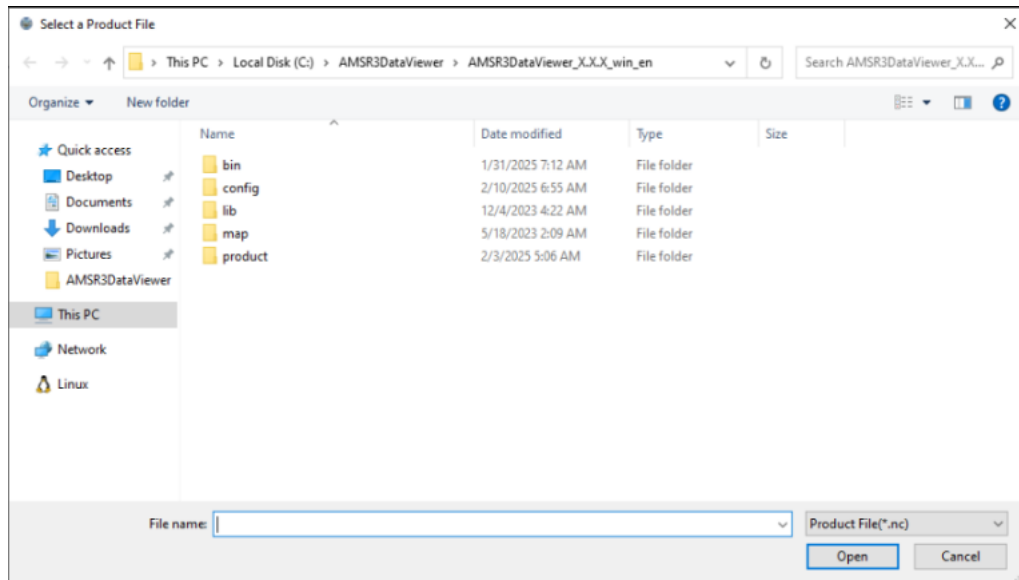 Select a Product File
This PC > Local Disk (C:) > AMSR3DataViewer > AMSR3DataViewer_X.X.X_win_en
Search AMSR3DataViewer_X.X...
Organize
New folder
Name
Date modified
Type
Size
Quick access
Desktop
Documents
Downloads
Pictures
AMSR3DataViewer
This PC
Network
Linux
bin 1/31/2025 7:12 AM File folder
config 2/10/2025 6:55 AM File folder
lib 12/4/2023 4:22 AM File folder
map 5/18/2023 2:09 AM File folder
product 2/3/2025 5:06 AM File folder
File name:
Product File(*.nc)
Open
Cancel